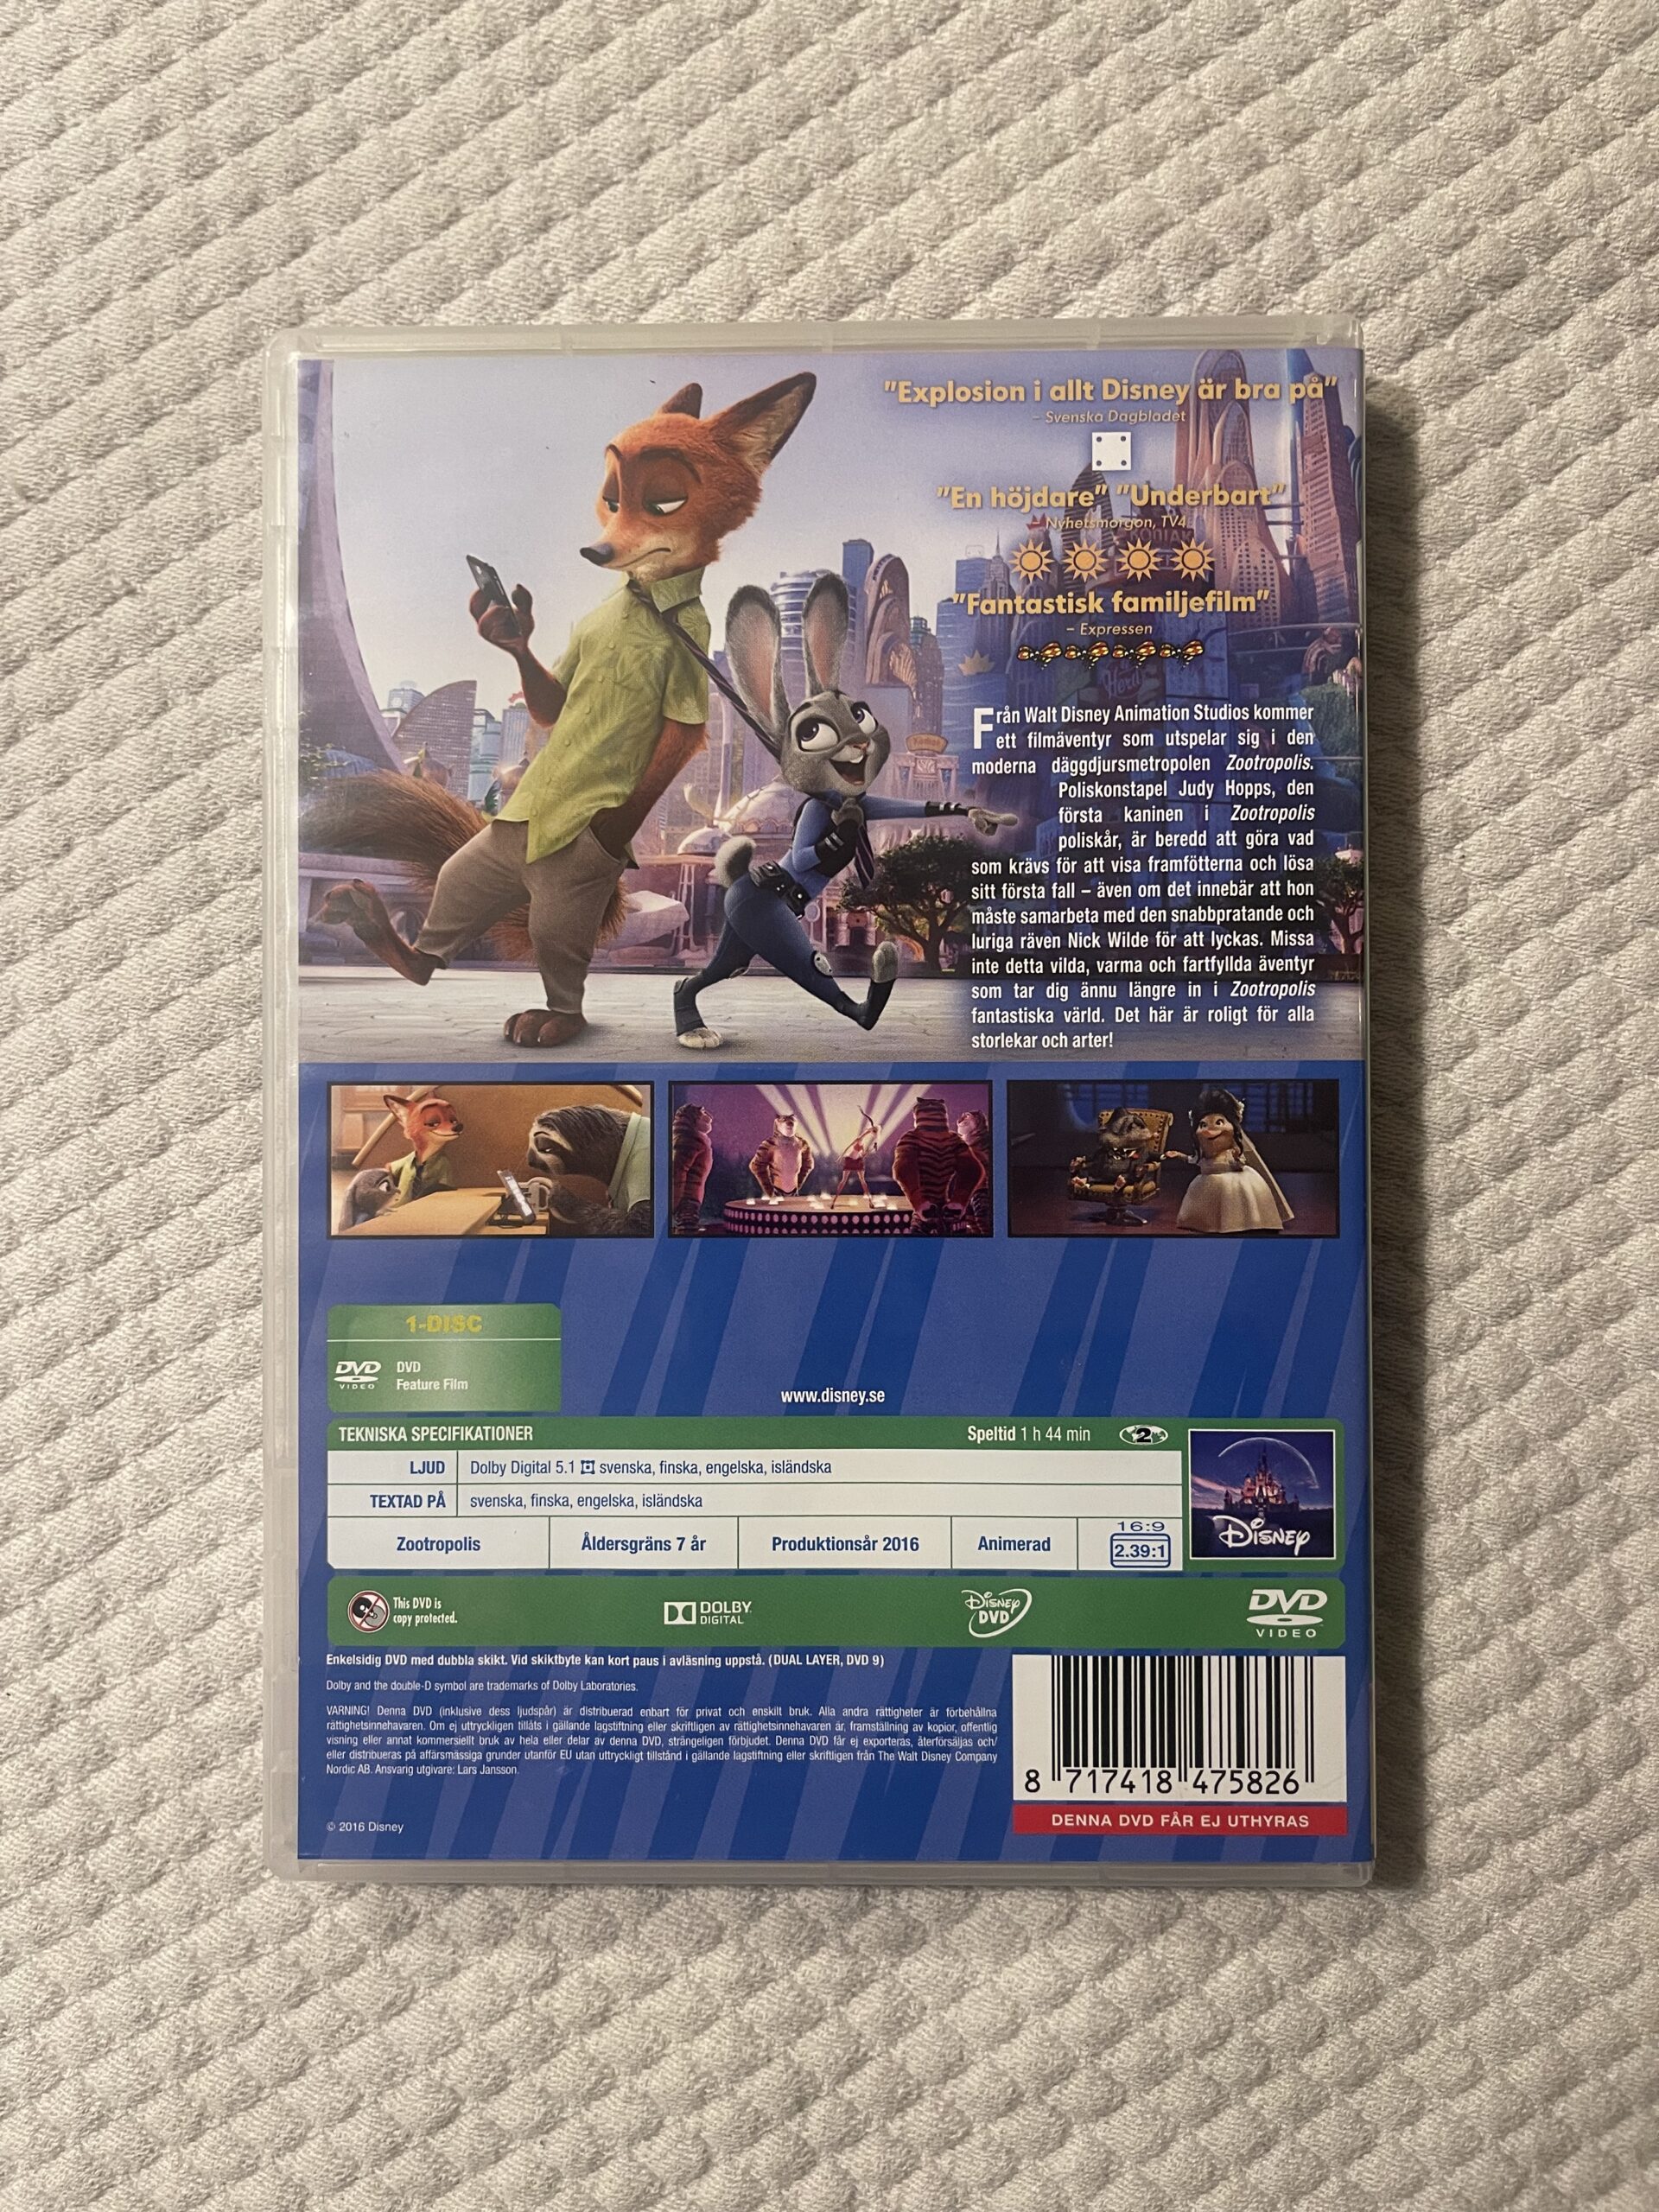 "Explosion i allt Disney är bra på"
– Svenska Dagbladet
"En höjdare" "Underbart"
– Nyhetsmorgon, TV4
"Fantastisk familjefilm"
– Expressen
Från Walt Disney Animation Studios kommer
ett filmäventyr som utspelar sig i den
moderna däggdjursmetropolen Zootropolis.
Poliskonstapel Judy Hopps, den
första kaninen i Zootropolis
poliskår, är beredd att göra vad
som krävs för att visa framfötterna och lösa
sitt första fall – även om det innebär att hon
måste samarbeta med den snabbpratande och
luriga räven Nick Wilde för att lyckas. Missa
inte detta vilda, varma och fartfyllda äventyr
som tar dig ännu längre in i Zootropolis
fantastiska värld. Det här är roligt för alla
storlekar och arter!
1-DISC
DVD VIDEO
DVD
Feature Film
www.disney.se
TEKNISKA SPECIFIKATIONER Speltid 1 h 44 min 2
LJUD Dolby Digital 5.1 svenska, finska, engelska, isländska
TEXTAD PÅ svenska, finska, engelska, isländska
Zootropolis Åldersgräns 7 år Produktionsår 2016 Animerad 16:9 2.39:1
Disney
This DVD is
copy protected.
DOLBY
DIGITAL
Disney
DVD
DVD
VIDEO
Enkelsidig DVD med dubbla skikt. Vid skiktbyte kan kort paus i avläsning uppstå. (DUAL LAYER, DVD 9)
Dolby and the double-D symbol are trademarks of Dolby Laboratories.
VARNING! Denna DVD (inklusive dess ljudspår) är distribuerad enbart för privat och enskilt bruk. Alla andra rättigheter är förbehållna
rättighetsinnehavaren. Om ej uttryckligen tillåts i gällande lagstiftning eller skriftligen av rättighetsinnehavaren är, framställning av kopior, offentlig
visning eller annat kommersiellt bruk av hela eller delar av denna DVD, strängeligen förbjudet. Denna DVD får ej exporteras, återförsäljas och/
eller distribueras på affärsmässiga grunder utanför EU utan uttryckligt tillstånd i gällande lagstiftning eller skriftligen från The Walt Disney Company
Nordic AB. Ansvarig utgivare: Lars Jansson.
8 717418 475826
DENNA DVD FÅR EJ UTHYRAS
© 2016 Disney